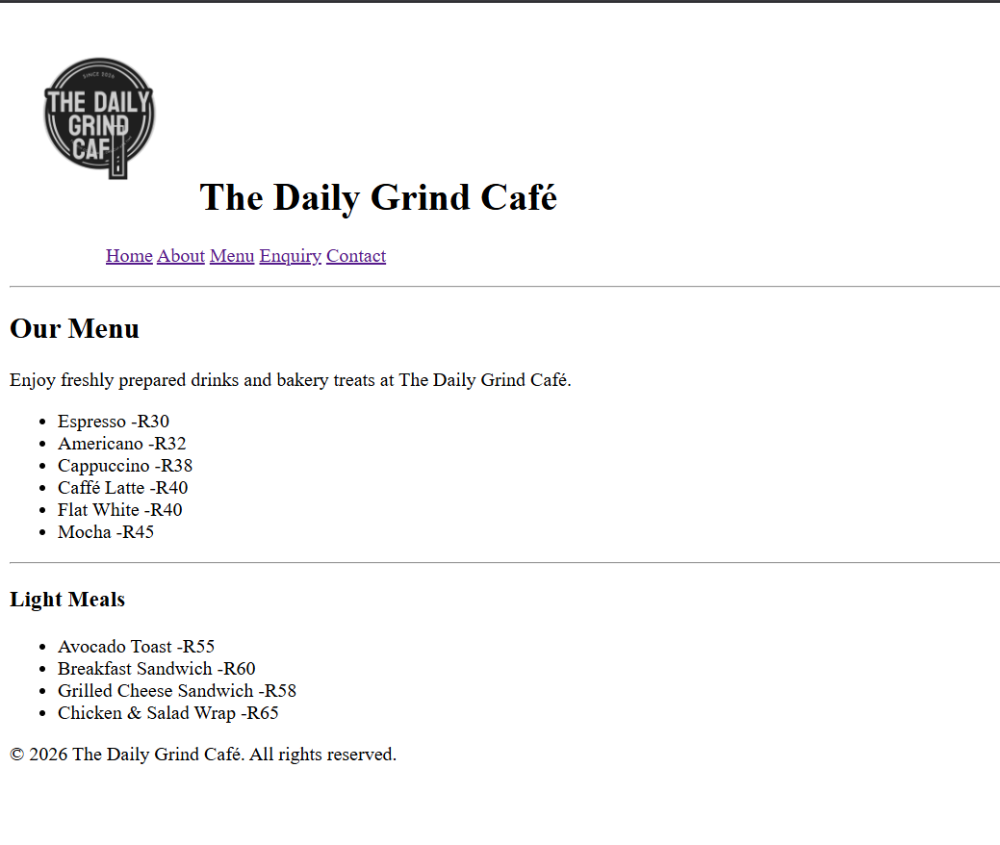 SINCE 2026
THE DAILY
GRIND
CAF
The Daily Grind Café
Home About Menu Enquiry Contact
Our Menu
Enjoy freshly prepared drinks and bakery treats at The Daily Grind Café.
Espresso -R30
Americano -R32
Cappuccino -R38
Caffé Latte -R40
Flat White -R40
Mocha -R45
Light Meals
Avocado Toast -R55
Breakfast Sandwich -R60
Grilled Cheese Sandwich -R58
Chicken & Salad Wrap -R65
© 2026 The Daily Grind Café. All rights reserved.